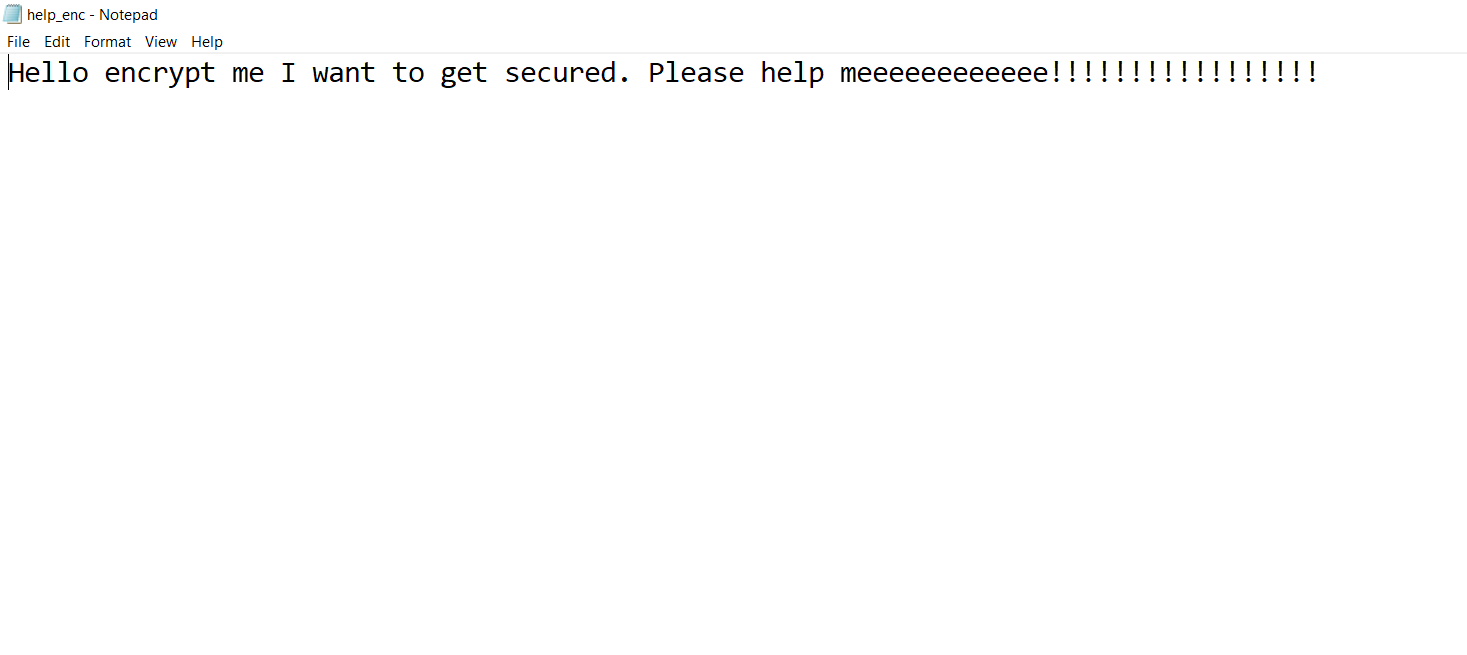 help_enc - Notepad
File Edit Format View Help
Hello encrypt me I want to get secured. Please help meeeeeeeeeeee!!!!!!!!!!!!!!!!!